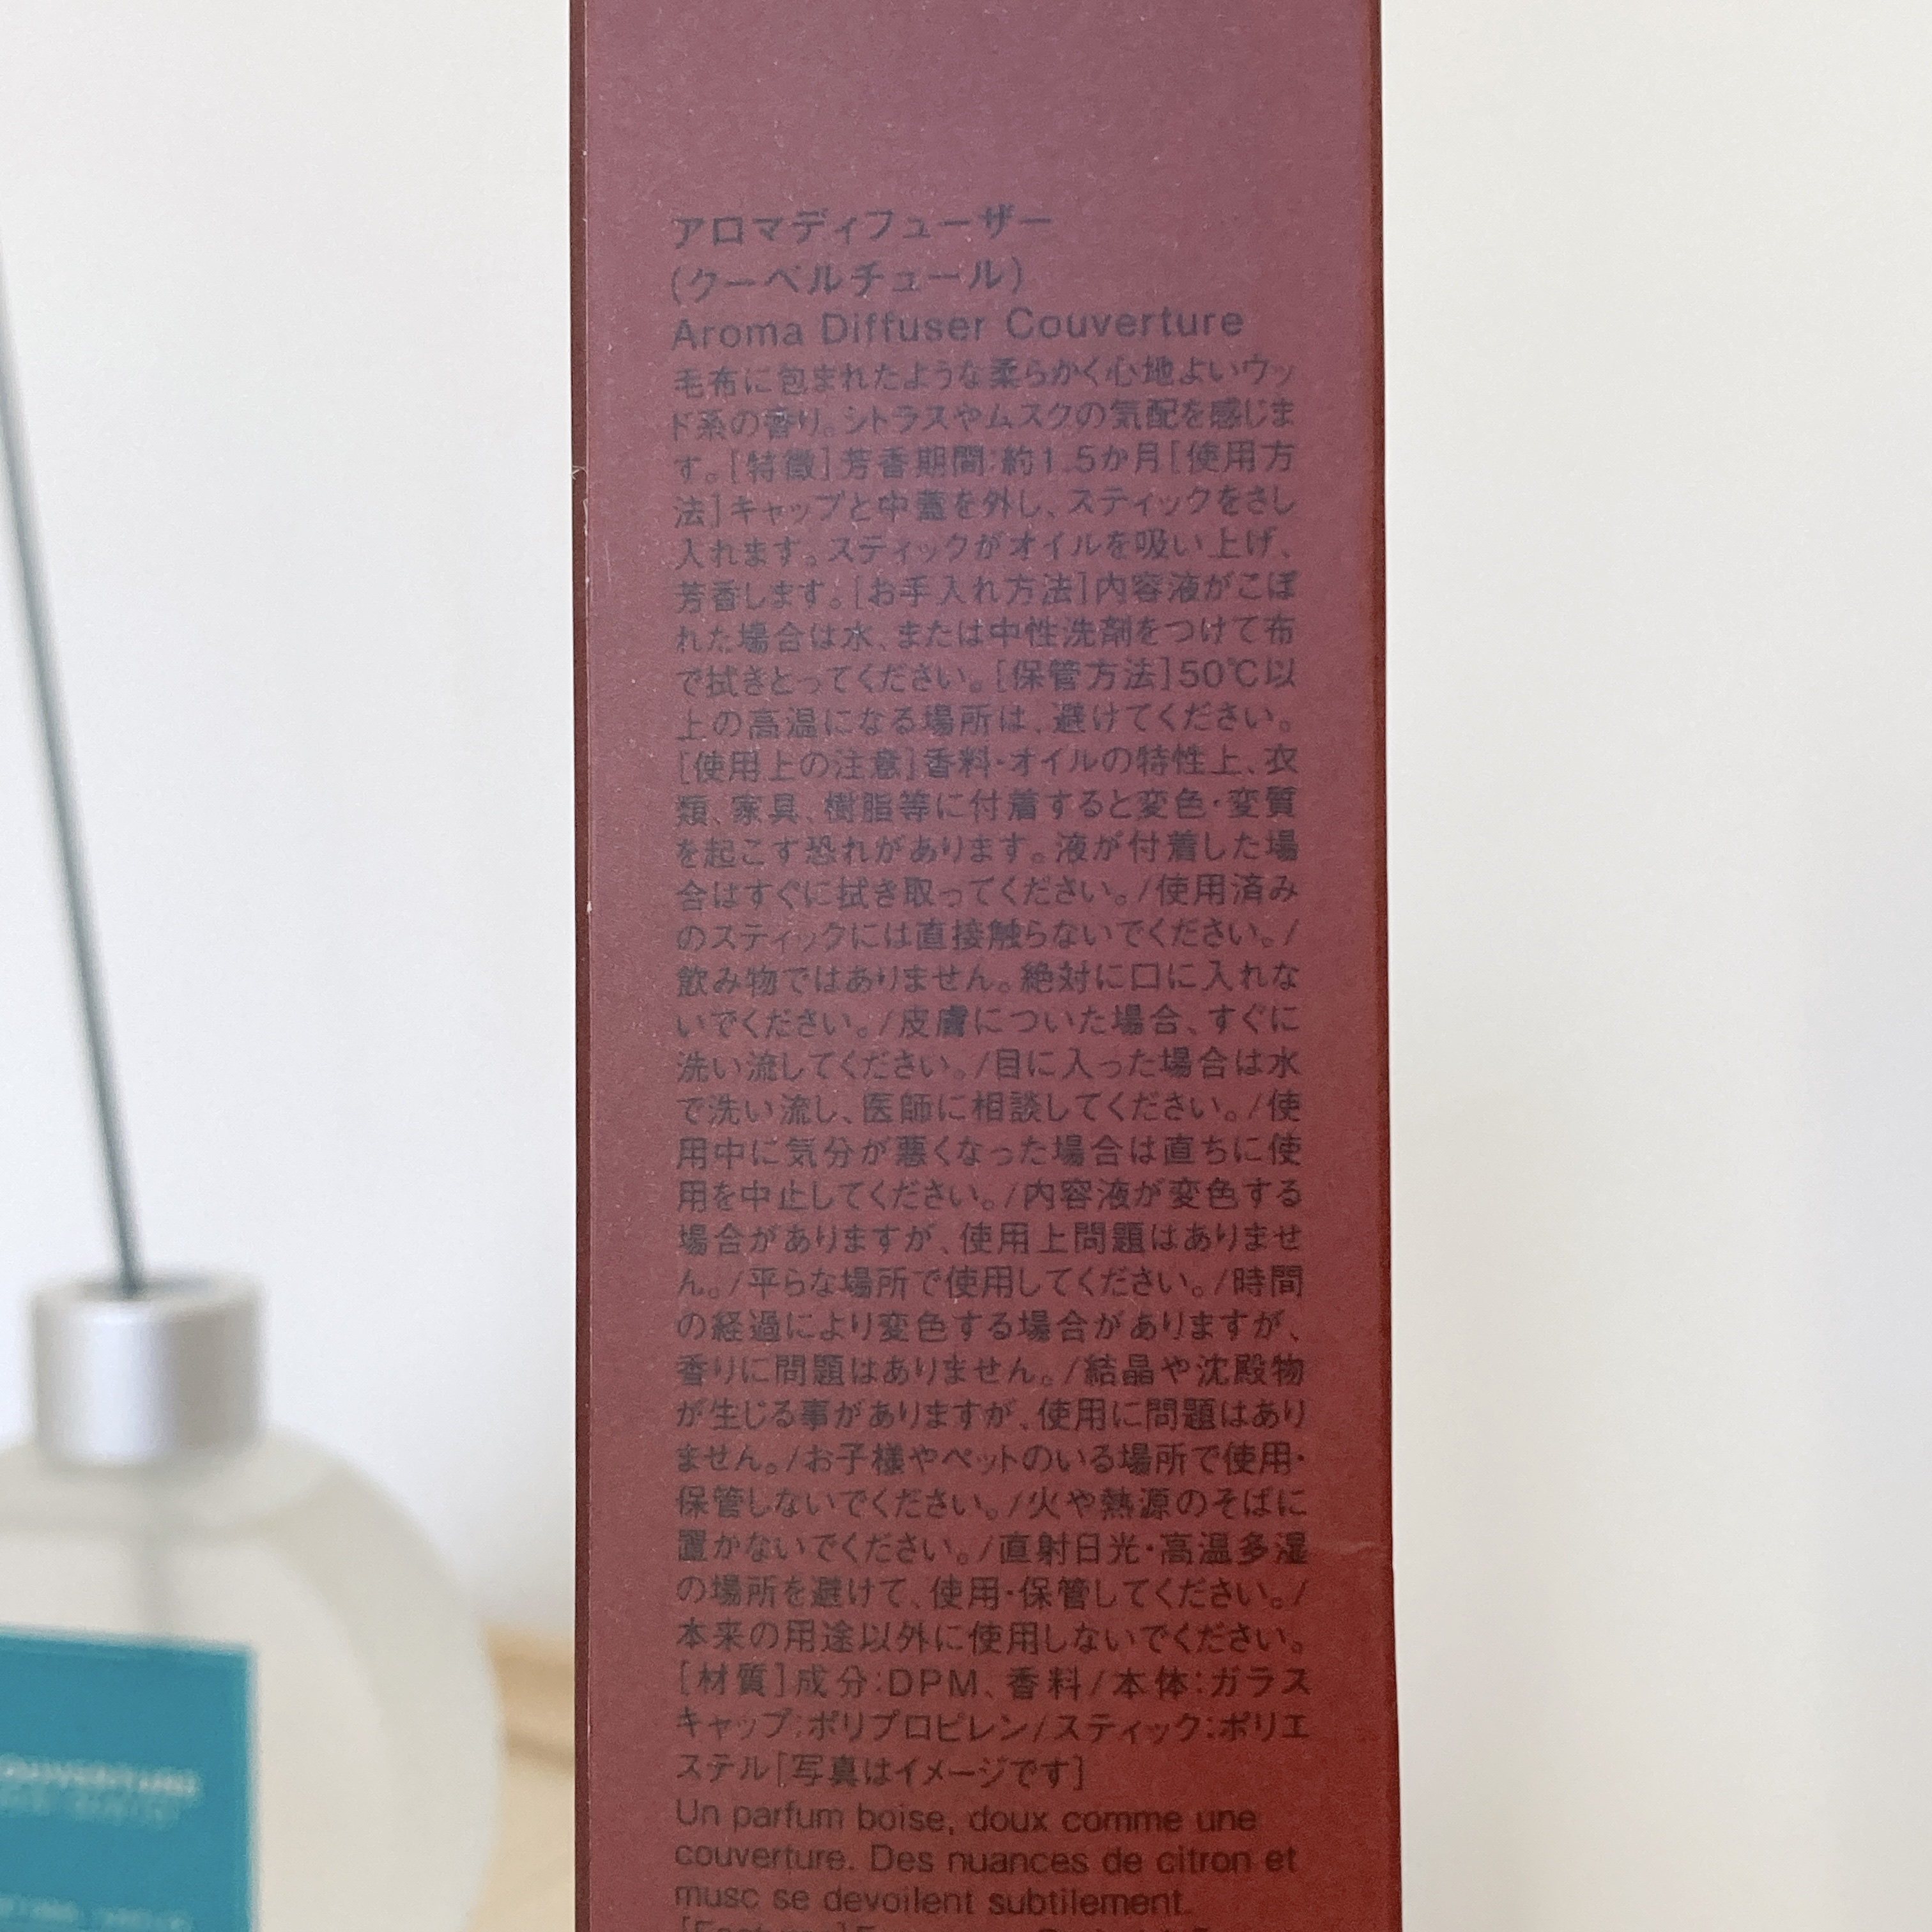 アロマディフューザー
(クーベルチュール)
Aroma Diffuser Couverture
毛布に包まれたような柔らかく心地よいウッ
ド系の香り。シトラスやムスクの気配を感じま
す。[特徴]芳香期間:約1.5か月[使用方
法]キャップと中蓋を外し、スティックをさし
入れます。スティックがオイルを吸い上げ、
芳香します。[お手入れ方法]内容液がこぼ
れた場合は水、または中性洗剤をつけて布
で拭きとってください。[保管方法]50℃以
上の高温になる場所は、避けてください。
[使用上の注意]香料・オイルの特性上、衣
類、家具、樹脂等に付着すると変色・変質
を起こす恐れがあります。液が付着した場
合はすぐに拭き取ってください。/使用済み
のスティックには直接触らないでください。/
飲み物ではありません。絶対に口に入れな
いでください。/皮膚についた場合、すぐに
洗い流してください。/目に入った場合は水
で洗い流し、医師に相談してください。/使
用中に気分が悪くなった場合は直ちに使
用を中止してください。/内容液が変色する
場合がありますが、使用上問題はありませ
ん。/平らな場所で使用してください。/時間
の経過により変色する場合がありますが、
香りに問題はありません。/結晶や沈殿物
が生じる事がありますが、使用に問題はあり
ません。/お子様やペットのいる場所で使用・
保管しないでください。/火や熱源のそばに
置かないでください。/直射日光・高温多湿
の場所を避けて、使用・保管してください。/
本来の用途以外に使用しないでください。
[材質]成分:DPM、香料/本体:ガラス
キャップ:ポリプロピレン/スティック:ポリエ
ステル[写真はイメージです]
Un parfum boise, doux comme une
couverture. Des nuances de citron et
musc se devoilent subtilement.